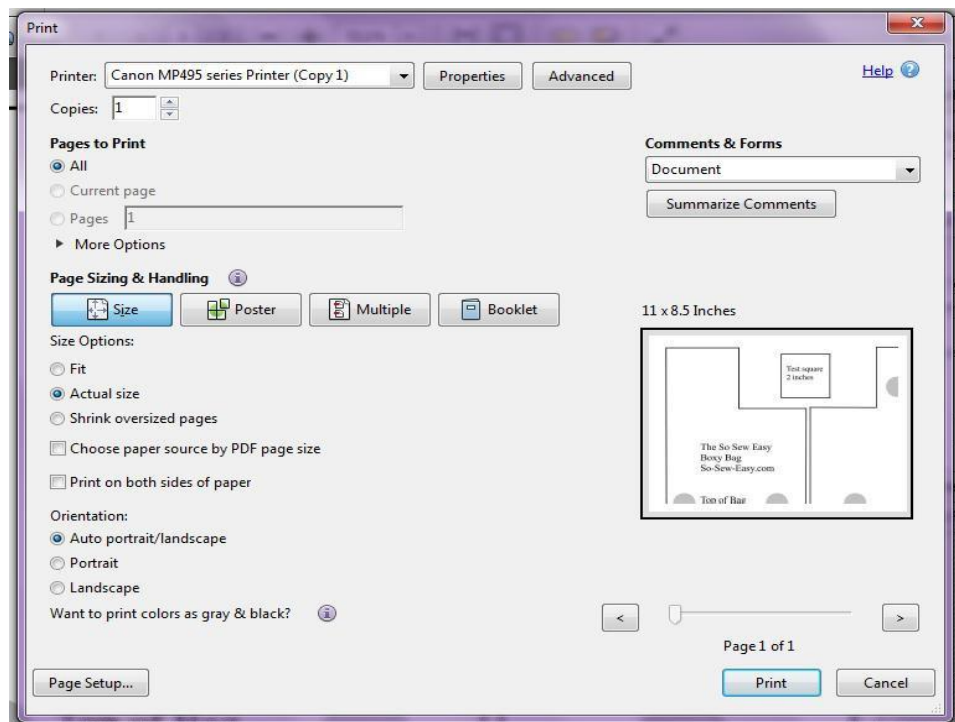 Print
Printer: Canon MP495 series Printer (Copy 1) Properties Advanced Help
Copies: 1
Pages to Print
All
Current page
Pages 1
More Options
Comments & Forms
Document
Summarize Comments
Page Sizing & Handling
Size Poster Multiple Booklet
Size Options:
Fit
Actual size
Shrink oversized pages
Choose paper source by PDF page size
Print on both sides of paper
Orientation:
Auto portrait/landscape
Portrait
Landscape
Want to print colors as gray & black?
11 x 8.5 Inches
Test square
2 inches
The So Sew Easy
Boxy Bag
So-Sew-Easy.com
Top of Bag
< >
Page 1 of 1
Page Setup... Print Cancel